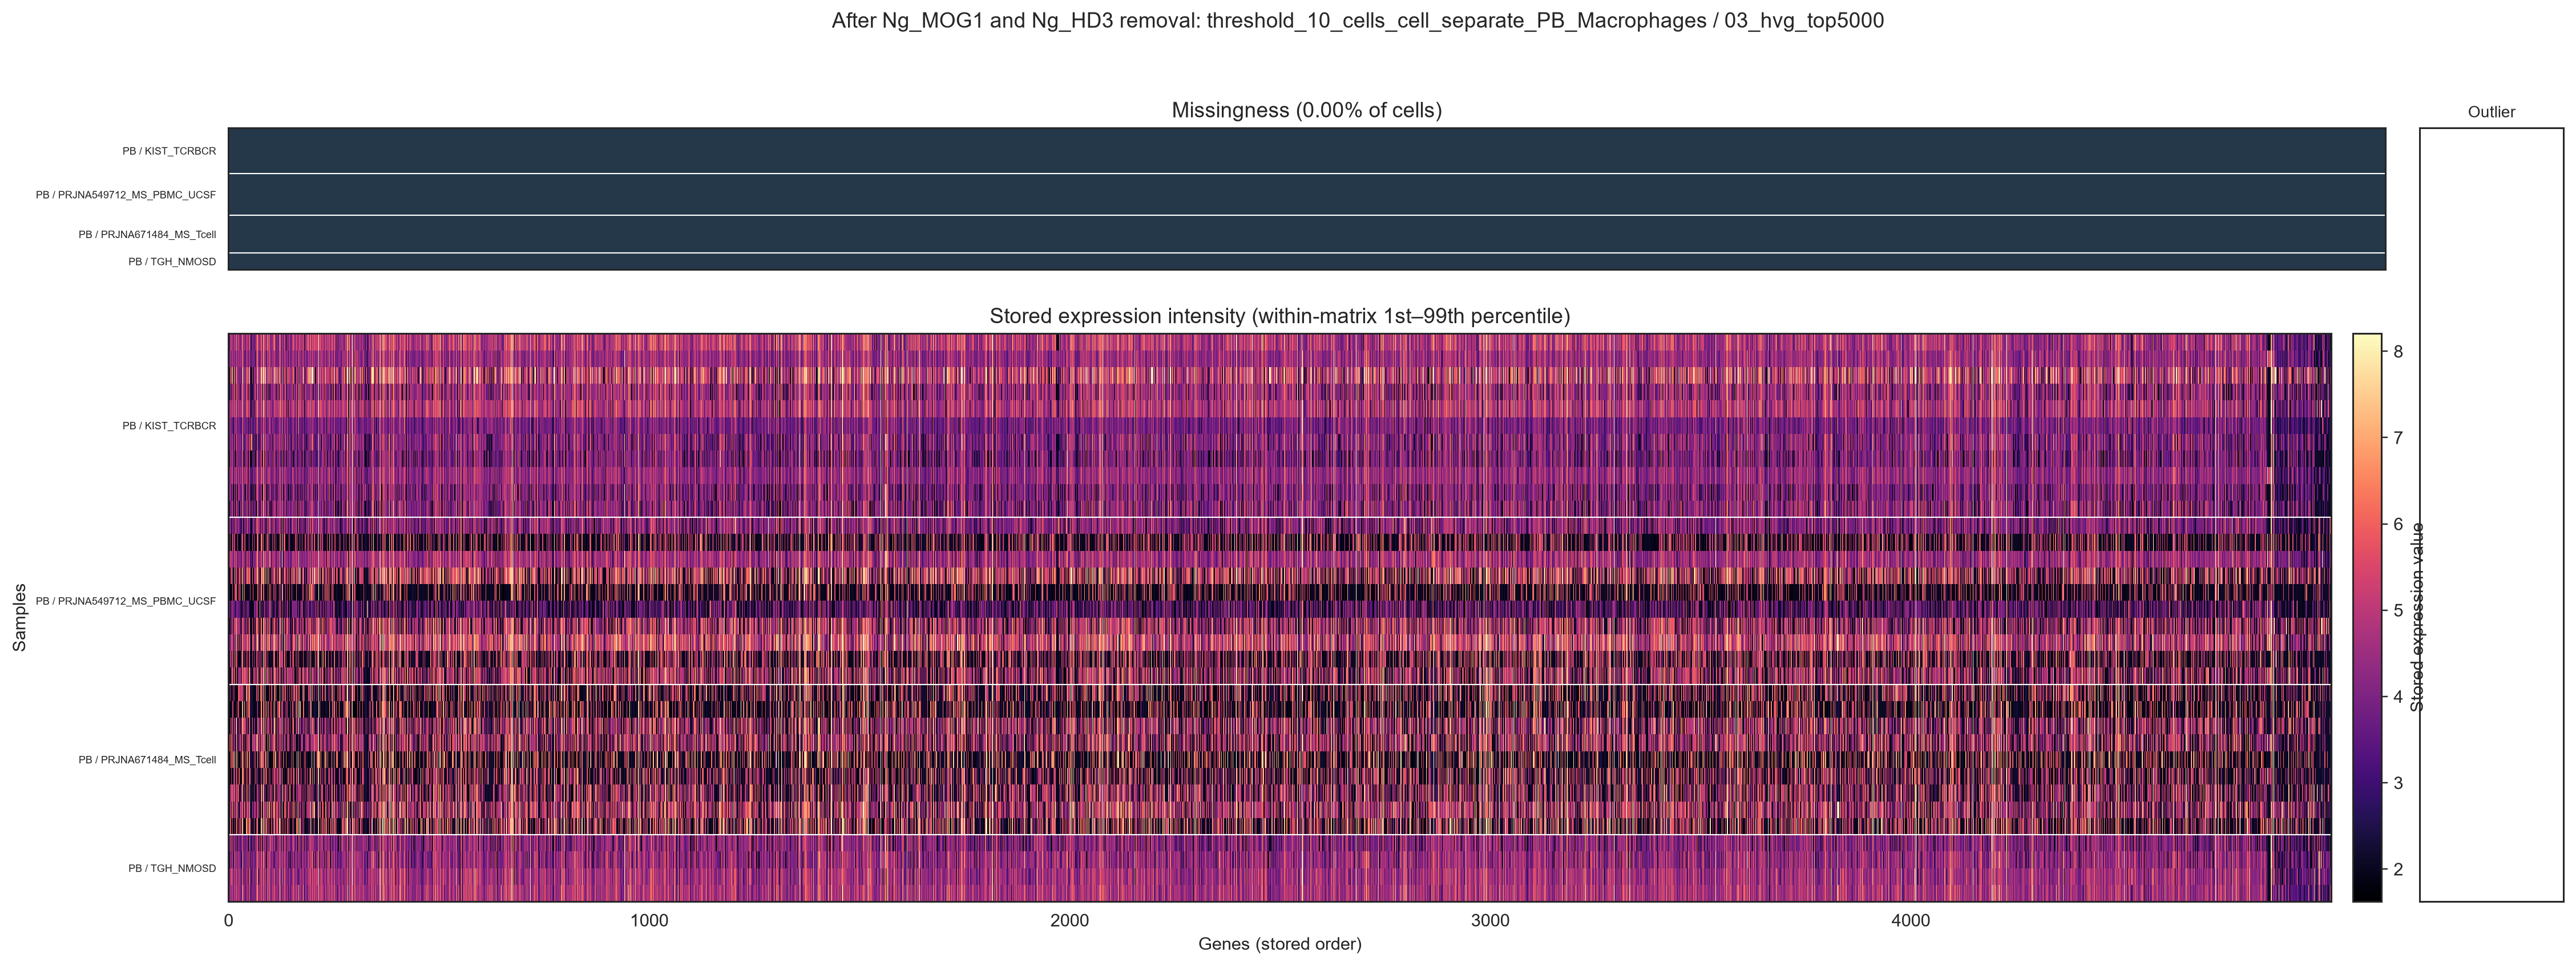 After Ng_MOG1 and Ng_HD3 removal: threshold_10_cells_cell_separate_PB_Macrophages / 03_hvg_top5000
Missingness (0.00% of cells)
Outlier
PB / KIST_TCRBCR
PB / PRJNA549712_MS_PBMC_UCSF
PB / PRJNA671484_MS_Tcell
PB / TGH_NMOSD
Stored expression intensity (within-matrix 1st–99th percentile)
Samples
PB / KIST_TCRBCR
PB / PRJNA549712_MS_PBMC_UCSF
PB / PRJNA671484_MS_Tcell
PB / TGH_NMOSD
8
7
6
5
4
3
2
Stored expression value
0 1000 2000 3000 4000
Genes (stored order)